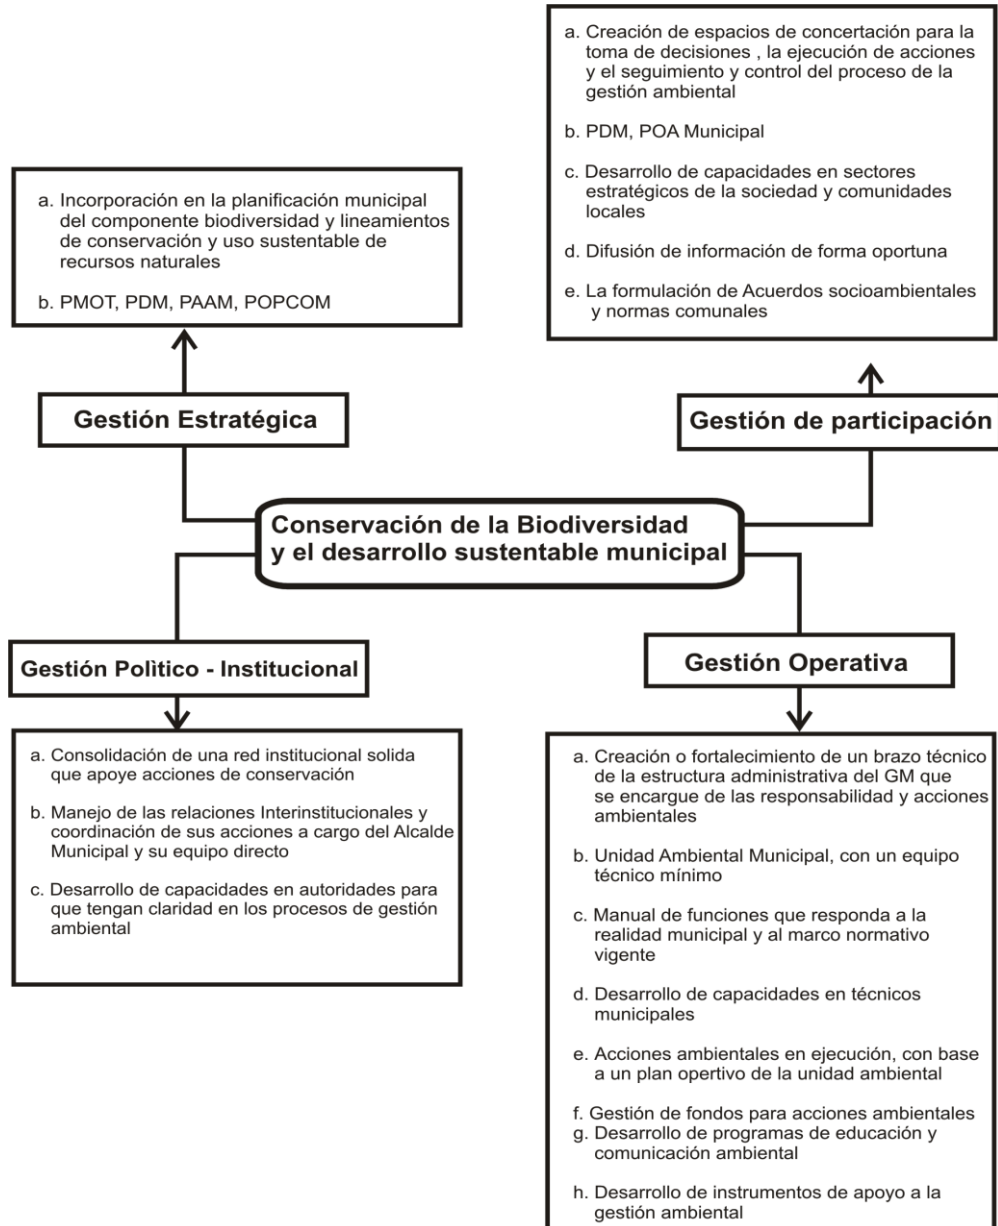 a. Creación de espacios de concertación para la
toma de decisiones , la ejecución de acciones
y el seguimiento y control del proceso de la
gestión ambiental
b. PDM, POA Municipal
c. Desarrollo de capacidades en sectores
estratégicos de la sociedad y comunidades
locales
d. Difusión de información de forma oportuna
e. La formulación de Acuerdos socioambientales
y normas comunales
a. Incorporación en la planificación municipal
del componente biodiversidad y lineamientos
de conservación y uso sustentable de
recursos naturales
b. PMOT, PDM, PAAM, POPCOM
Gestión Estratégica
Gestión de participación
Conservación de la Biodiversidad
y el desarrollo sustentable municipal
Gestión Polìtico - Institucional
Gestión Operativa
a. Consolidación de una red institucional solida
que apoye acciones de conservación
b. Manejo de las relaciones Interinstitucionales y
coordinación de sus acciones a cargo del Alcalde
Municipal y su equipo directo
c. Desarrollo de capacidades en autoridades para
que tengan claridad en los procesos de gestión
ambiental
a. Creación o fortalecimiento de un brazo técnico
de la estructura administrativa del GM que
se encargue de las responsabilidad y acciones
ambientales
b. Unidad Ambiental Municipal, con un equipo
técnico mínimo
c. Manual de funciones que responda a la
realidad municipal y al marco normativo
vigente
d. Desarrollo de capacidades en técnicos
municipales
e. Acciones ambientales en ejecución, con base
a un plan opertivo de la unidad ambiental
f. Gestión de fondos para acciones ambientales
g. Desarrollo de programas de educación y
comunicación ambiental
h. Desarrollo de instrumentos de apoyo a la
gestión ambiental